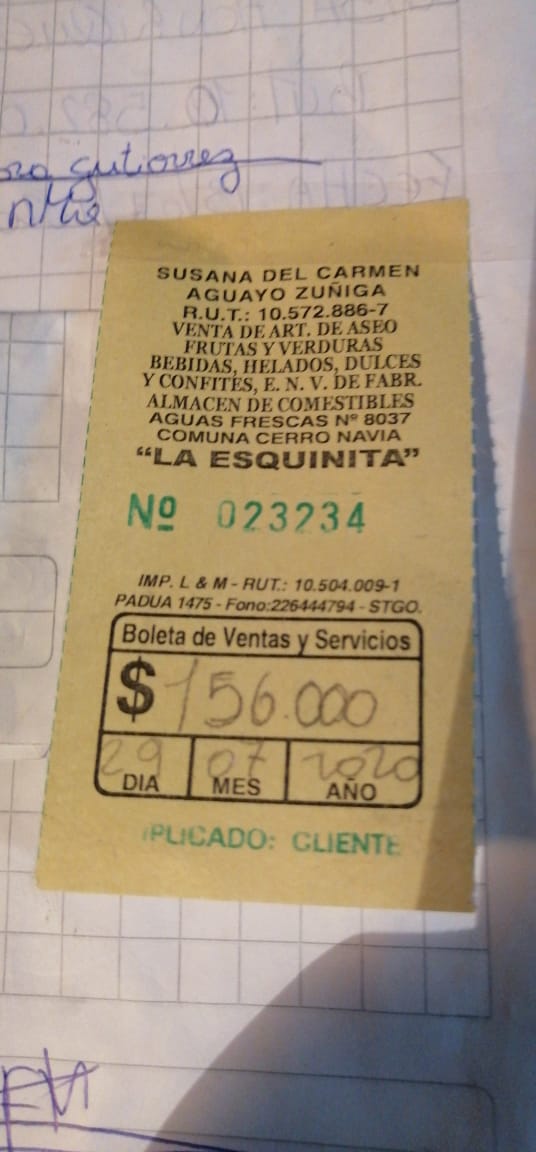 gutierrez
SUSANA DEL CARMEN
AGUAYO ZUÑIGA
R.U.T.: 10.572.886-7
VENTA DE ART. DE ASEO
FRUTAS Y VERDURAS
BEBIDAS, HELADOS, DULCES
Y CONFITES, E. N. V. DE FABR.
ALMACEN DE COMESTIBLES
AGUAS FRESCAS Nº 8037
COMUNA CERRO NAVIA
“LA ESQUINITA”
Nº 023234
IMP. L & M - RUT.: 10.504.009-1
PADUA 1475 - Fono:226444794 - STGO.
Boleta de Ventas y Servicios
$ 156.000
29 07 2020
DIA MES AÑO
PLICADO: CLIENTE